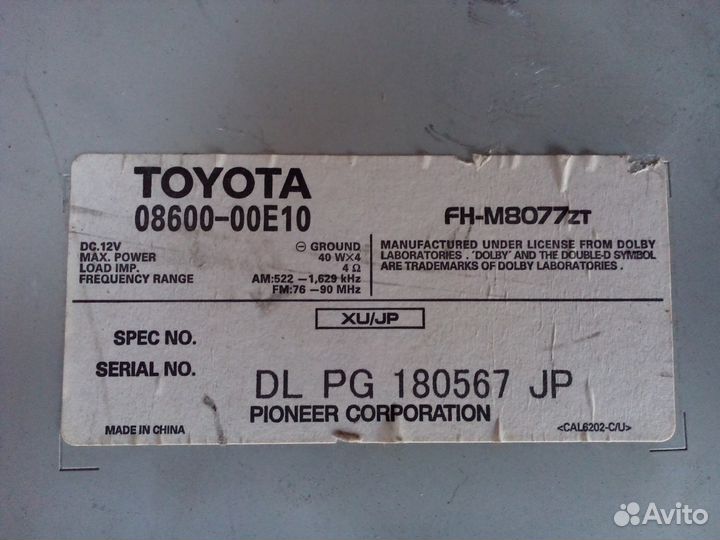 TOYOTA
08600-00E10
FH-M8077ZT
DC.12V ⊖ GROUND
MAX. POWER 40 W×4
LOAD IMP. 4 Ω
FREQUENCY RANGE AM:522 –1,629 kHz
FM:76 –90 MHz
MANUFACTURED UNDER LICENSE FROM DOLBY
LABORATORIES . "DOLBY" AND THE DOUBLE-D SYMBOL
ARE TRADEMARKS OF DOLBY LABORATORIES .
XU/JP
SPEC NO.
SERIAL NO.
DL PG 180567 JP
PIONEER CORPORATION
MADE IN CHINA
<CAL6202-C/U>
Avito